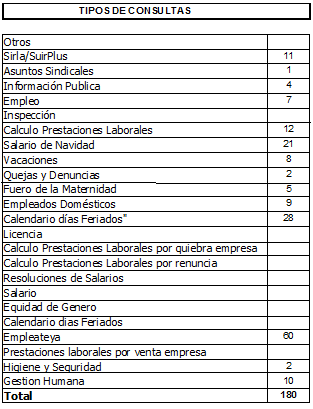 TIPOS DE CONSULTAS
Otros
Sirla/SuirPlus 11
Asuntos Sindicales 1
Información Publica 4
Empleo 7
Inspección
Calculo Prestaciones Laborales 12
Salario de Navidad 21
Vacaciones 8
Quejas y Denuncias 2
Fuero de la Maternidad 5
Empleados Domésticos 9
Calendario días Feriados" 28
Licencia
Calculo Prestaciones Laborales por quiebra empresa
Calculo Prestaciones Laborales por renuncia
Resoluciones de Salarios
Salario
Equidad de Genero
Calendario dias Feriados
Empleateya 60
Prestaciones laborales por venta empresa
Higiene y Seguridad 2
Gestion Humana 10
Total 180